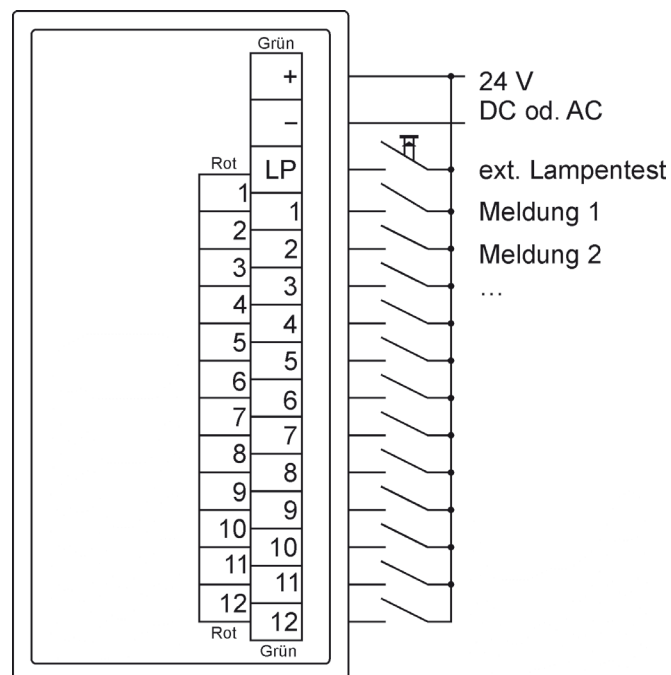 Grün
+
−
LP
Rot
1
2
3
4
5
6
7
8
9
10
11
12
Rot
1
2
3
4
5
6
7
8
9
10
11
12
Grün
24 V
DC od. AC
ext. Lampentest
Meldung 1
Meldung 2
...